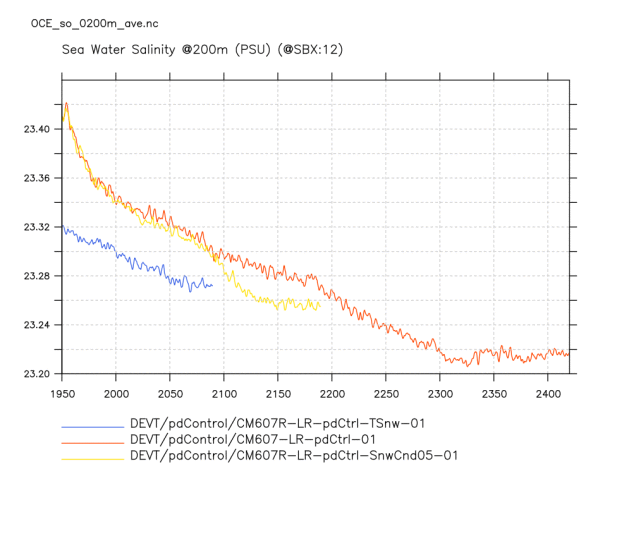 OCE_so_0200m_ave.nc
Sea Water Salinity @200m (PSU) (@SBX:12)
23.40
23.36
23.32
23.28
23.24
23.20
1950 2000 2050 2100 2150 2200 2250 2300 2350 2400
DEVT/pdControl/CM607R-LR-pdCtrl-TSnw-01
DEVT/pdControl/CM607-LR-pdCtrl-01
DEVT/pdControl/CM607R-LR-pdCtrl-SnwCnd05-01